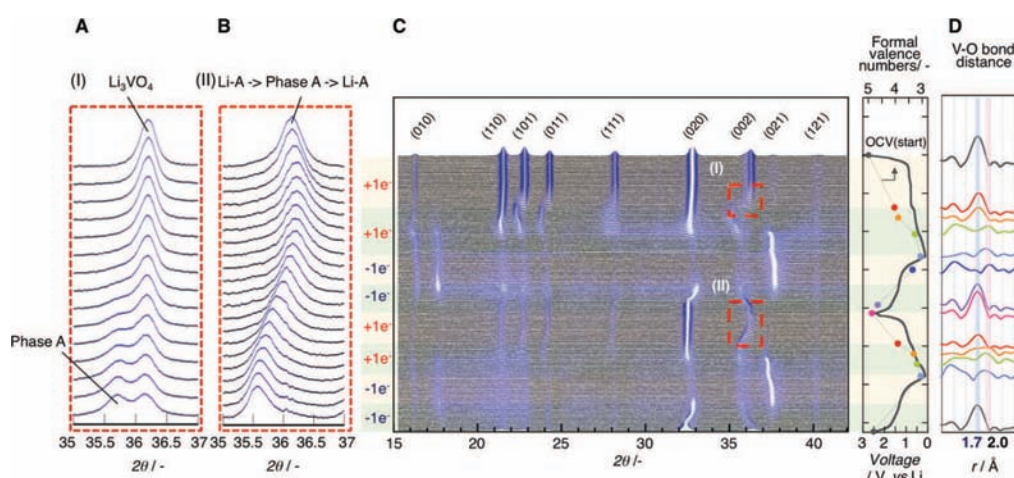 A
B
C
D
(I)
Li₃VO₄
(II)
Li-A -> Phase A -> Li-A
Phase A
35 35.5 36 36.5 37
2θ / -
35 35.5 36 36.5 37
2θ / -
(010)
(110)
(101)
(011)
(111)
(020)
(002)
(021)
(121)
(I)
(II)
+1e⁻
+1e⁻
-1e⁻
-1e⁻
+1e⁻
+1e⁻
-1e⁻
-1e⁻
15 20 25 30 35 40
2θ / -
Formal
valence
numbers/ -
5 4 3
OCV(start)
3 2 1 0
Voltage
/ V vs Li
V-O bond
distance
1.7 2.0
r / Å